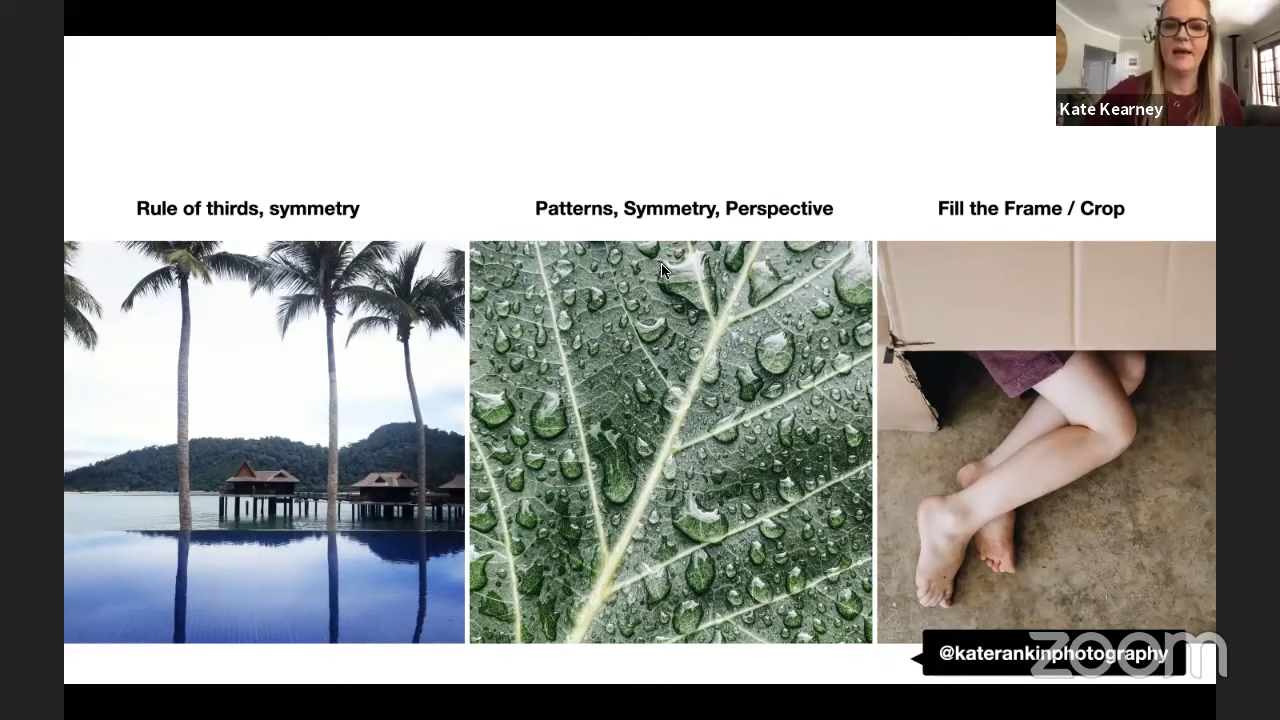 Kate Kearney
Rule of thirds, symmetry
Patterns, Symmetry, Perspective
Fill the Frame / Crop
@katerankinphotography
zoom